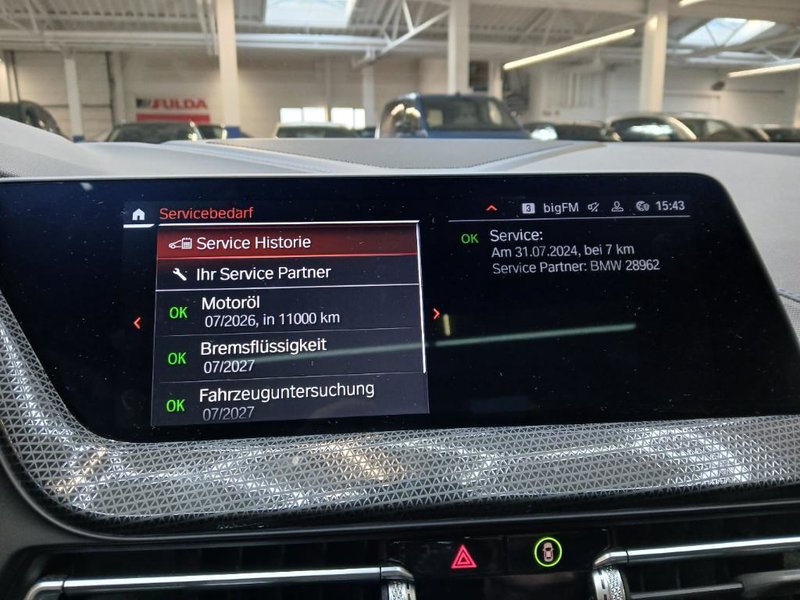 FULDA
Servicebedarf
3 bigFM 15:43
Service Historie
Ihr Service Partner
OK Motoröl
07/2026, in 11000 km
OK Bremsflüssigkeit
07/2027
OK Fahrzeuguntersuchung
07/2027
OK Service:
Am 31.07.2024, bei 7 km
Service Partner: BMW 28962